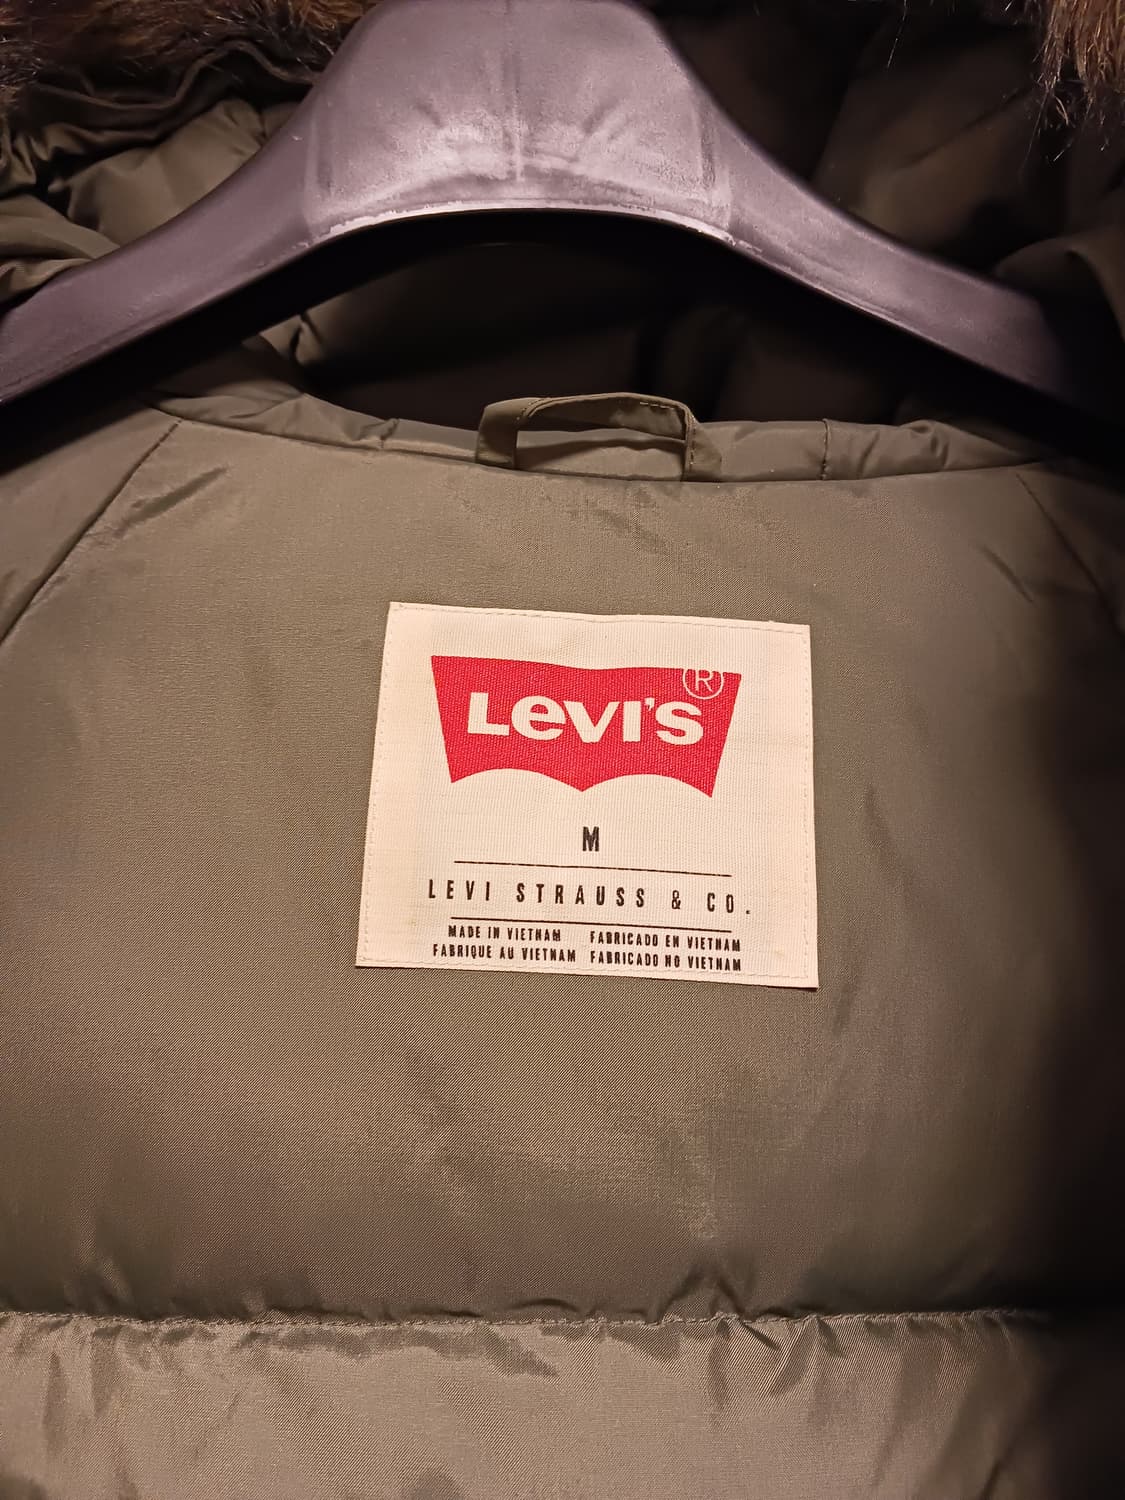 Levi's®
M
LEVI STRAUSS & CO.
MADE IN VIETNAM FABRICADO EN VIETNAM
FABRIQUE AU VIETNAM FABRICADO NO VIETNAM